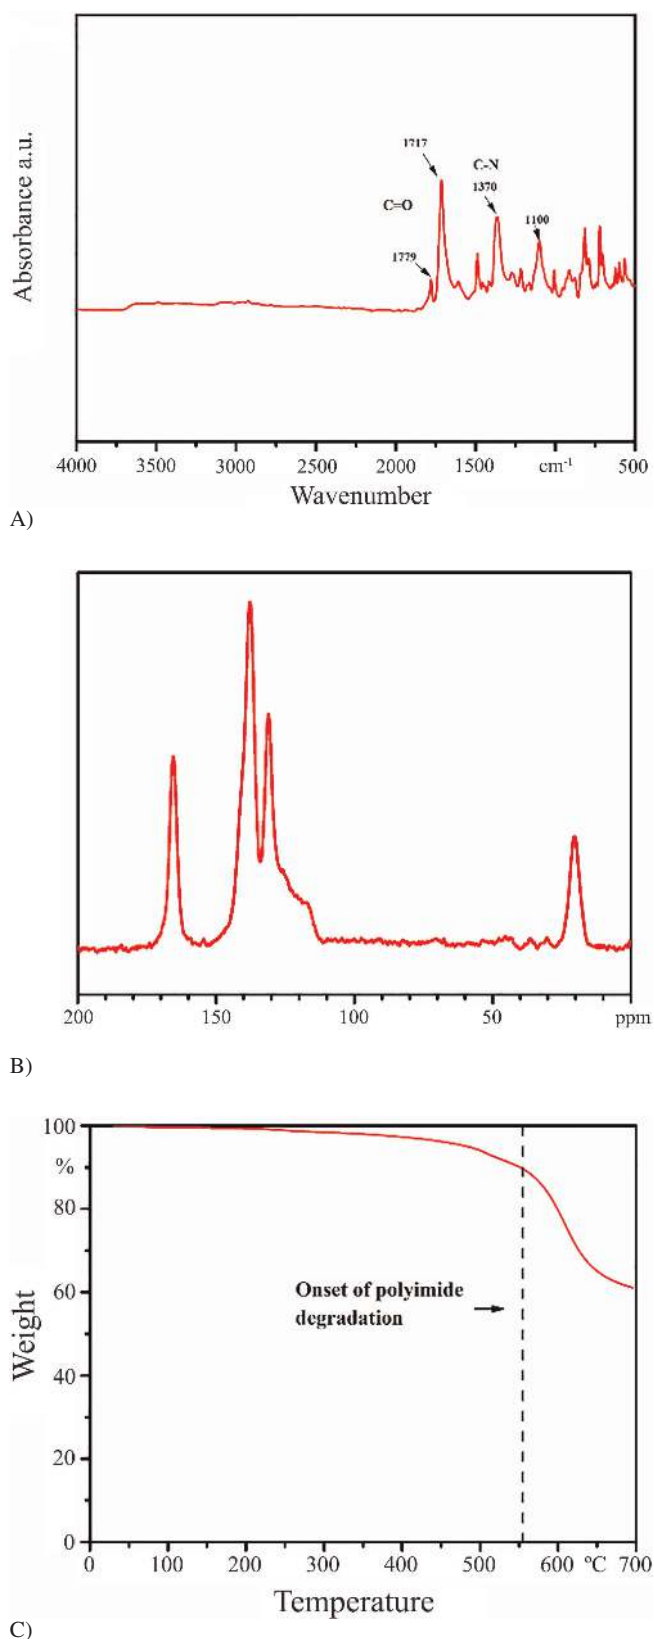 Absorbance a.u.
1717
C-N
1370
C=O
1100
1779
4000 3500 3000 2500 2000 1500 cm-1 500
Wavenumber
A)
200 150 100 50 ppm
B)
100
%
80
60
40
20
0
Weight
Onset of polyimide
degradation
0 100 200 300 400 500 600 ºC 700
Temperature
C)